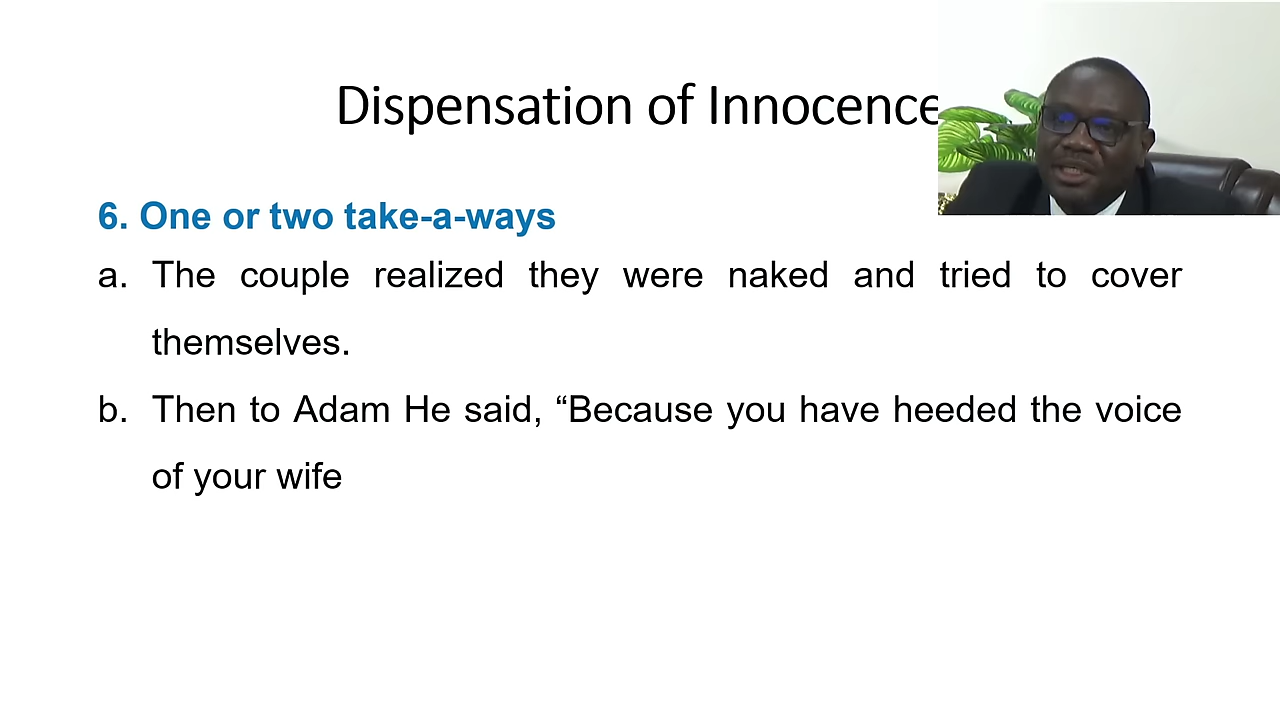 Dispensation of Innocence
6. One or two take-a-ways
a. The couple realized they were naked and tried to cover
themselves.
b. Then to Adam He said, “Because you have heeded the voice
of your wife